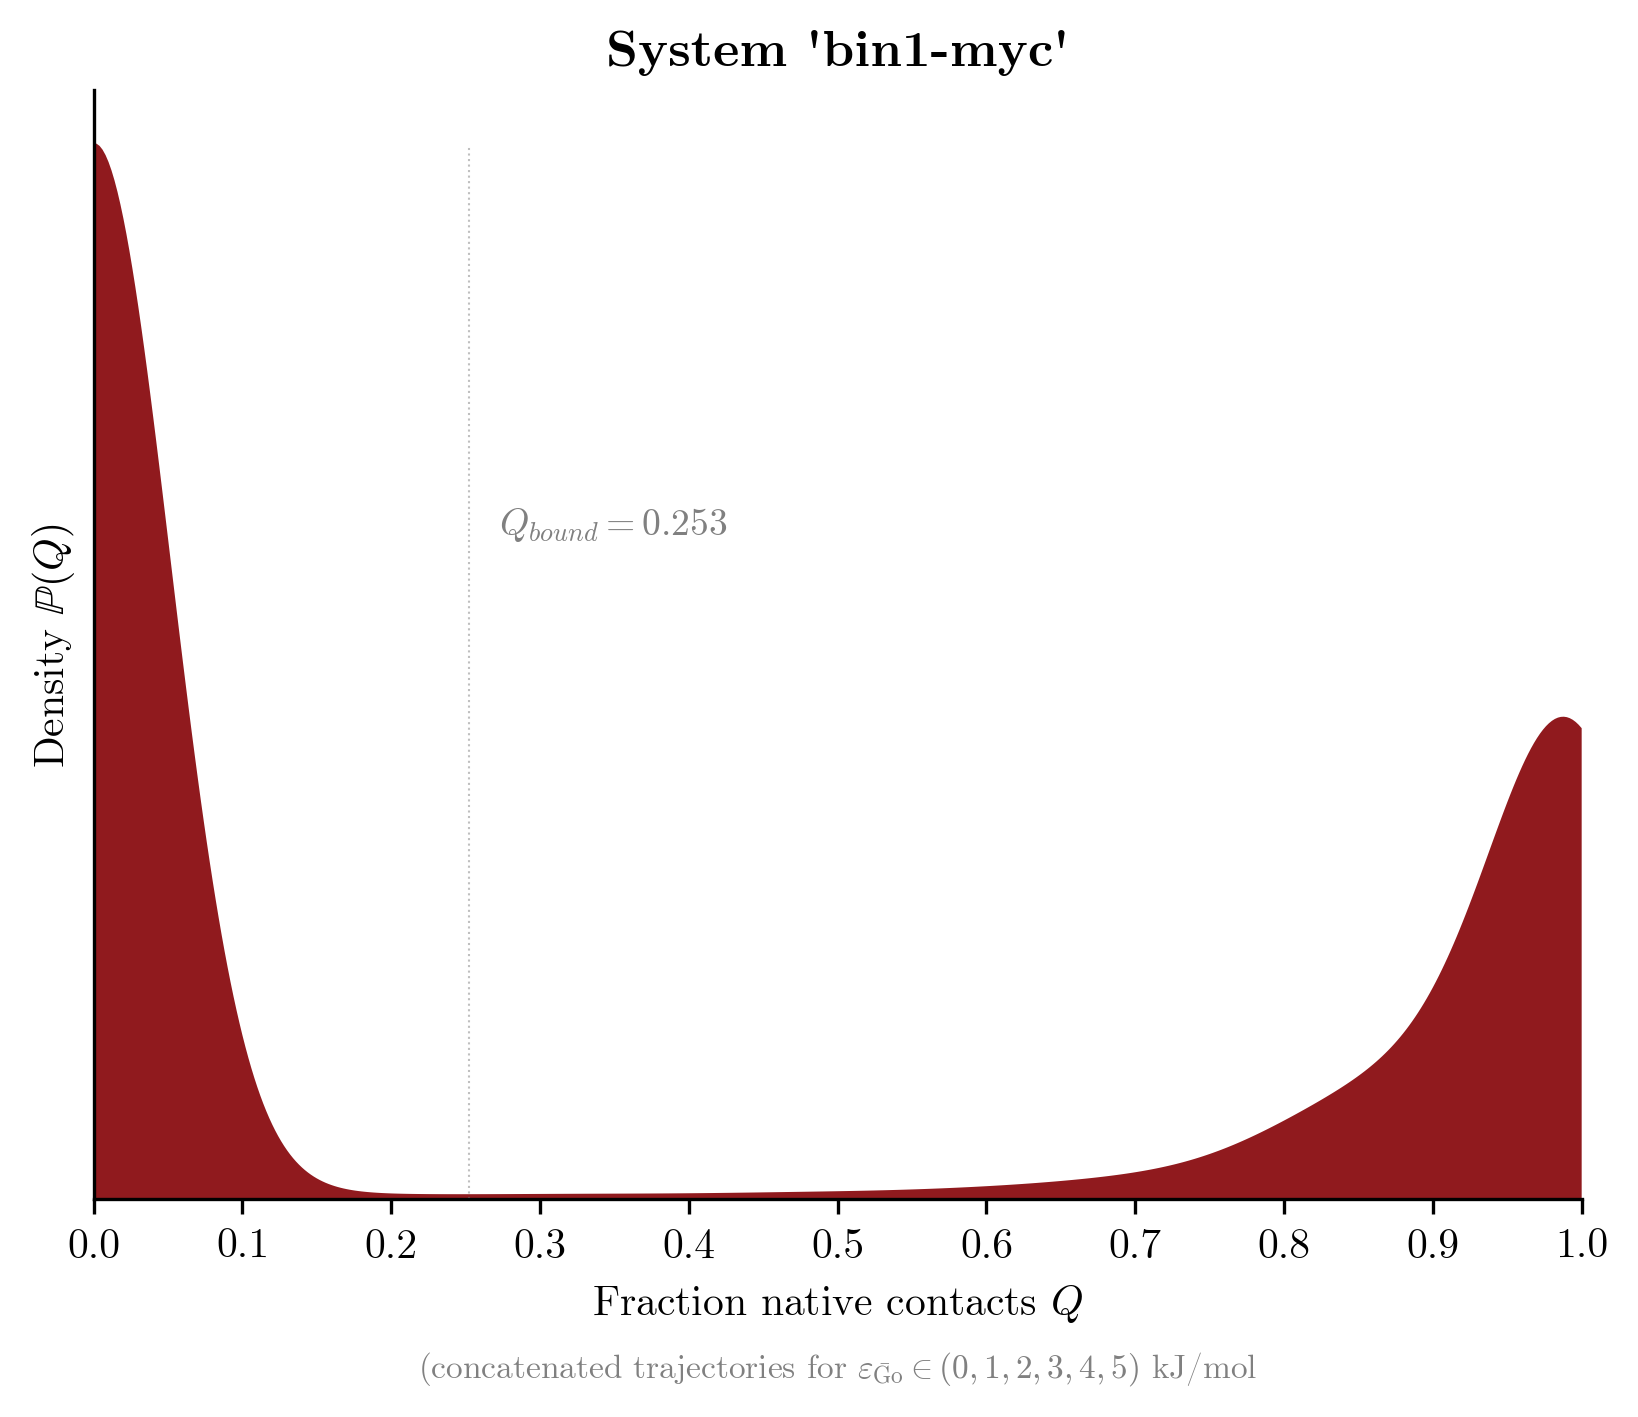 System 'bin1-myc'
Density ℙ(Q)
Q_bound = 0.253
0.0 0.1 0.2 0.3 0.4 0.5 0.6 0.7 0.8 0.9 1.0
Fraction native contacts Q
(concatenated trajectories for ε_Ḡo ∈ (0, 1, 2, 3, 4, 5) kJ/mol